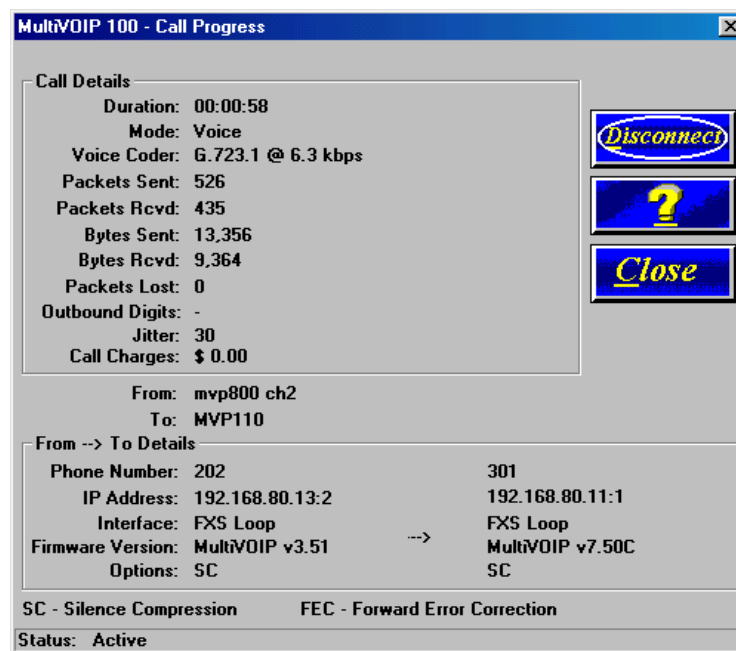 MultiVOIP 100 - Call Progress
Call Details
Duration: 00:00:58
Mode: Voice
Voice Coder: G.723.1 @ 6.3 kbps
Packets Sent: 526
Packets Rcvd: 435
Bytes Sent: 13,356
Bytes Rcvd: 9,364
Packets Lost: 0
Outbound Digits: -
Jitter: 30
Call Charges: $ 0.00
Disconnect
?
Close
From: mvp800 ch2
To: MVP110
From --> To Details
Phone Number: 202 301
IP Address: 192.168.80.13:2 192.168.80.11:1
Interface: FXS Loop FXS Loop
Firmware Version: MultiVOIP v3.51 ---> MultiVOIP v7.50C
Options: SC SC
SC - Silence Compression FEC - Forward Error Correction
Status: Active